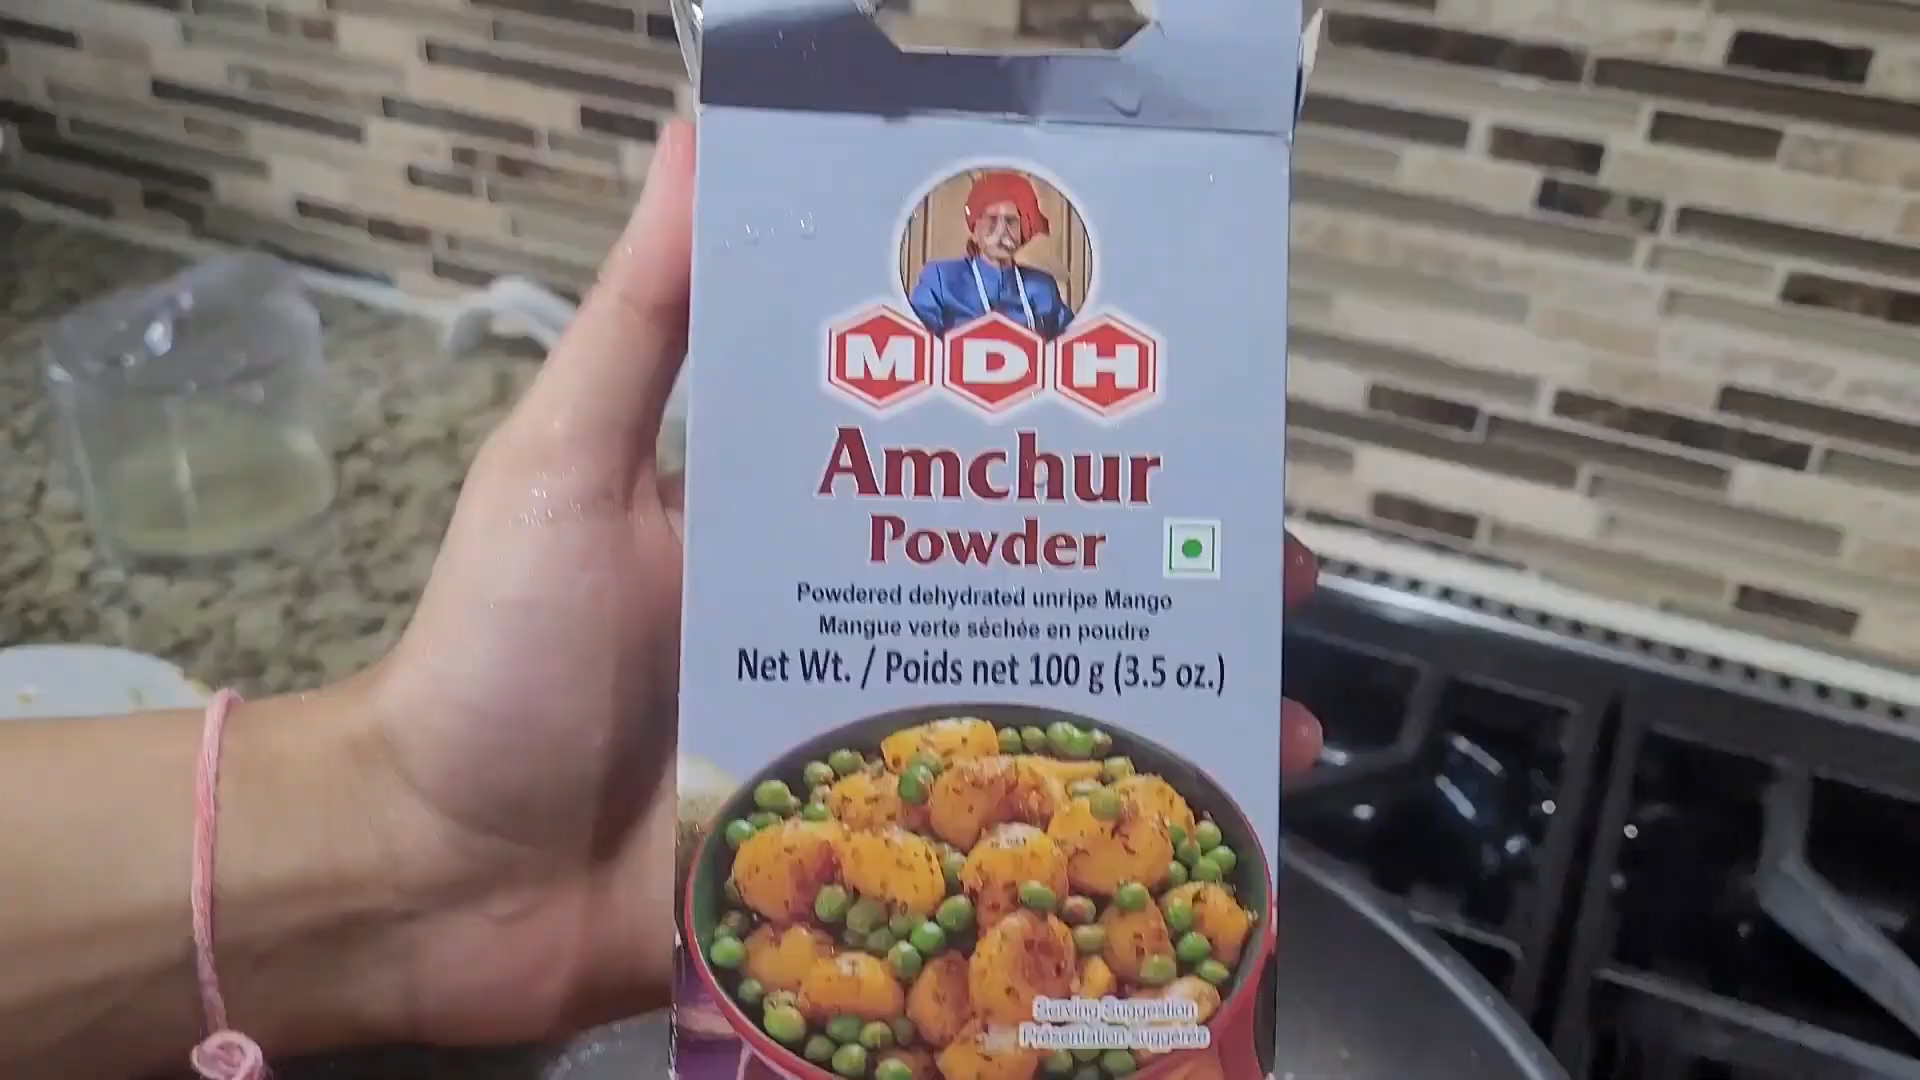 MDH
Amchur
Powder
Powdered dehydrated unripe Mango
Mangue verte séchée en poudre
Net Wt. / Poids net 100 g (3.5 oz.)
Serving Suggestion
Présentation suggérée